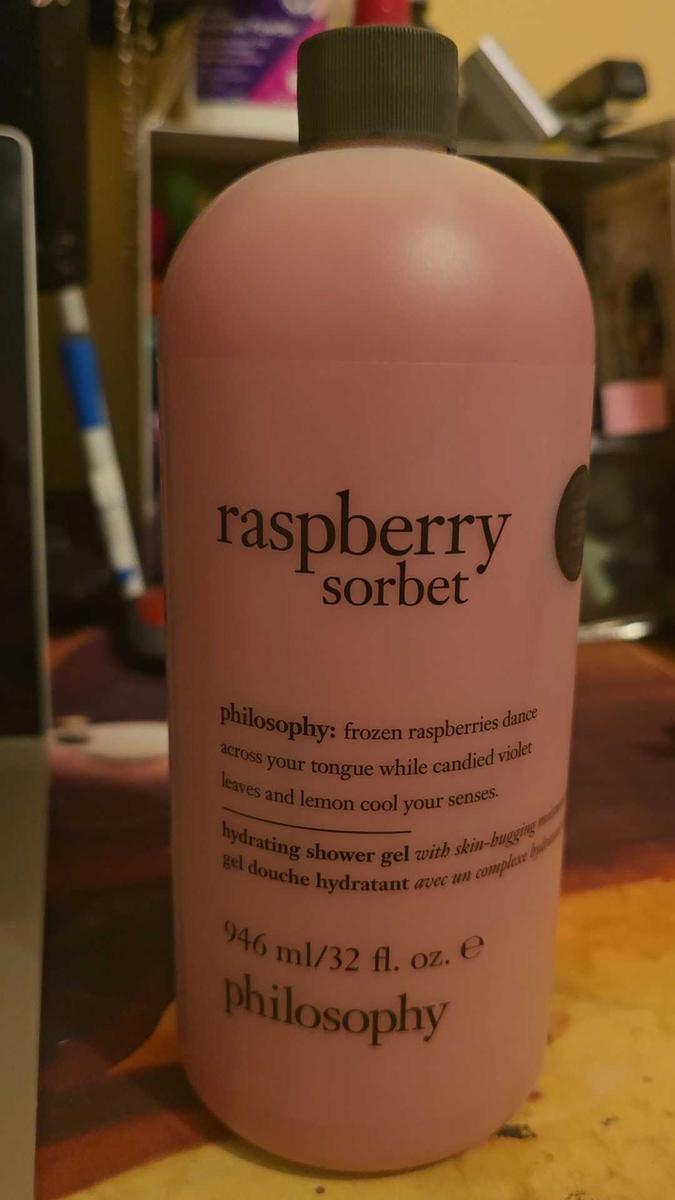 raspberry
sorbet
philosophy: frozen raspberries dance
across your tongue while candied violet
leaves and lemon cool your senses.
hydrating shower gel with skin-hugging
gel douche hydratant avec un complexe
946 ml/32 fl. oz. e
philosophy